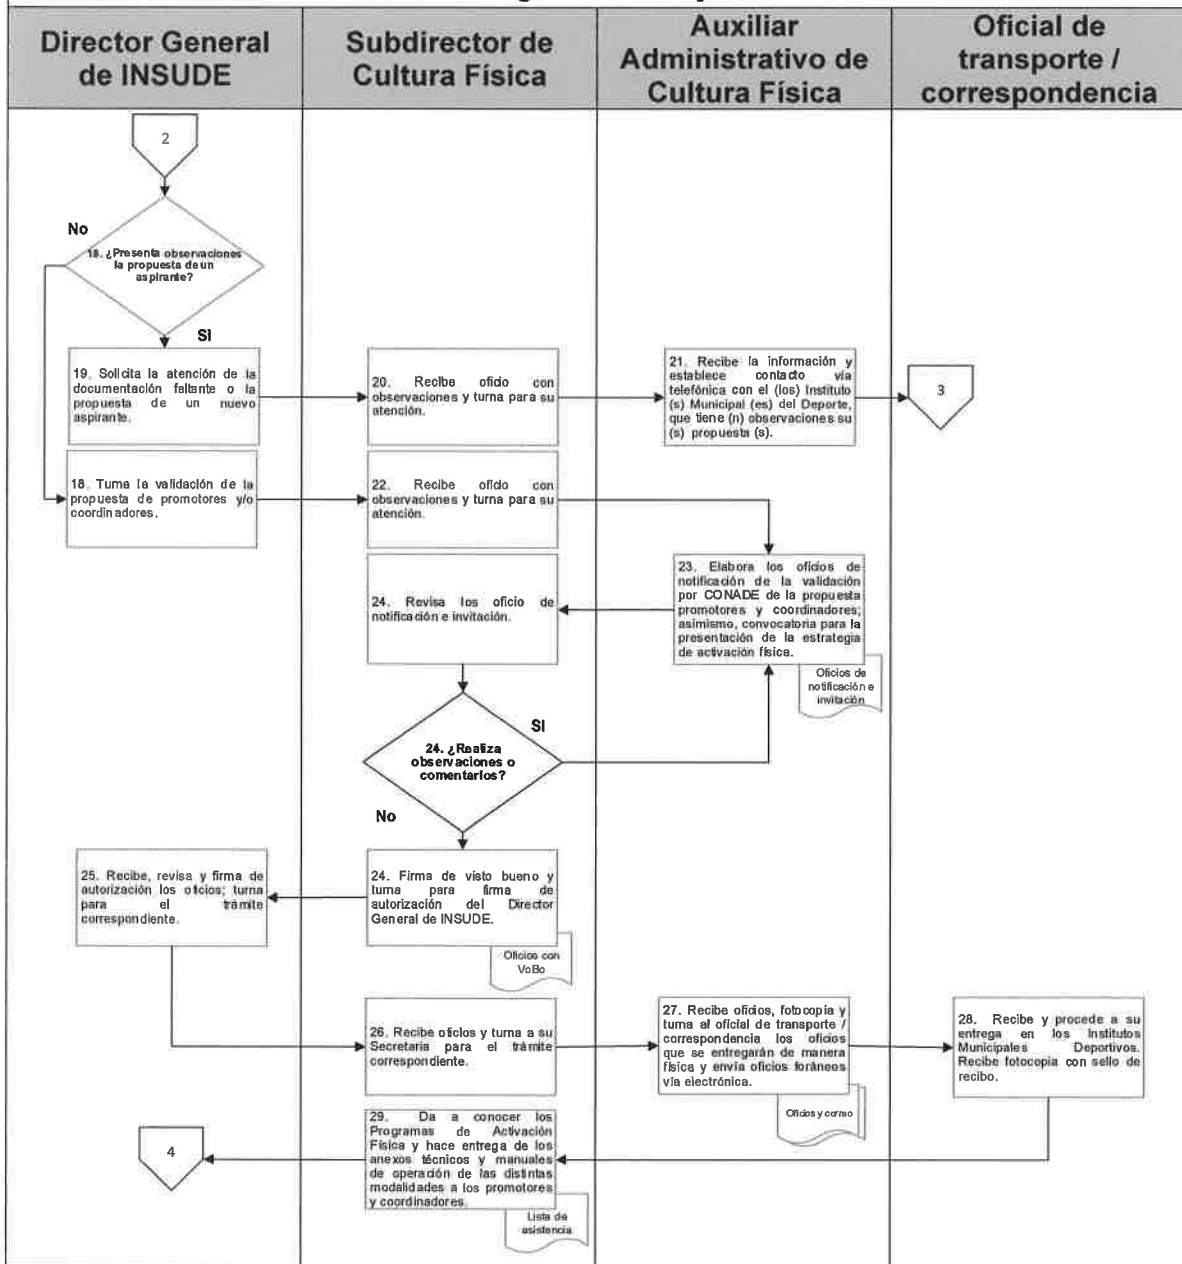 Director General
de INSUDE
Subdirector de
Cultura Física
Auxiliar
Administrativo de
Cultura Física
Oficial de
transporte /
correspondencia
2
No
18. ¿Presenta observaciones
la propuesta de un
aspirante?
SI
19. Solicita la atención de la
documentación faltante o la
propuesta de un nuevo
aspirante.
20. Recibe oficio con
observaciones y turna para su
atención.
21. Recibe la información y
establece contacto vía
telefónica con el (los) Instituto
(s) Municipal (es) del Deporte,
que tiene (n) observaciones su
(s) propuesta (s).
3
18. Turna la validación de la
propuesta de promotores y/o
coordinadores.
22. Recibe oficio con
observaciones y turna para su
atención.
23. Elabora los oficios de
notificación de la validación
por CONADE de la propuesta
promotores y coordinadores;
asimismo, convocatoria para la
presentación de la estrategia
de activación física.
Oficios de
notificación e
invitación
24. Revisa los oficio de
notificación e invitación.
SI
24. ¿Realiza
observaciones o
comentarios?
No
25. Recibe, revisa y firma de
autorización los oficios; turna
para el trámite
correspondiente.
24. Firma de visto bueno y
turna para firma de
autorización del Director
General de INSUDE.
Oficios con
VoBo
26. Recibe oficios y turna a su
Secretaria para el trámite
correspondiente.
27. Recibe oficios, fotocopia y
turna al oficial de transporte /
correspondencia los oficios
que se entregarán de manera
física y envía oficios foráneos
vía electrónica.
Oficios y correo
28. Recibe y procede a su
entrega en los Institutos
Municipales Deportivos.
Recibe fotocopia con sello de
recibo.
29. Da a conocer los
Programas de Activación
Física y hace entrega de los
anexos técnicos y manuales
de operación de las distintas
modalidades a los promotores
y coordinadores.
Lista de
asistencia
4